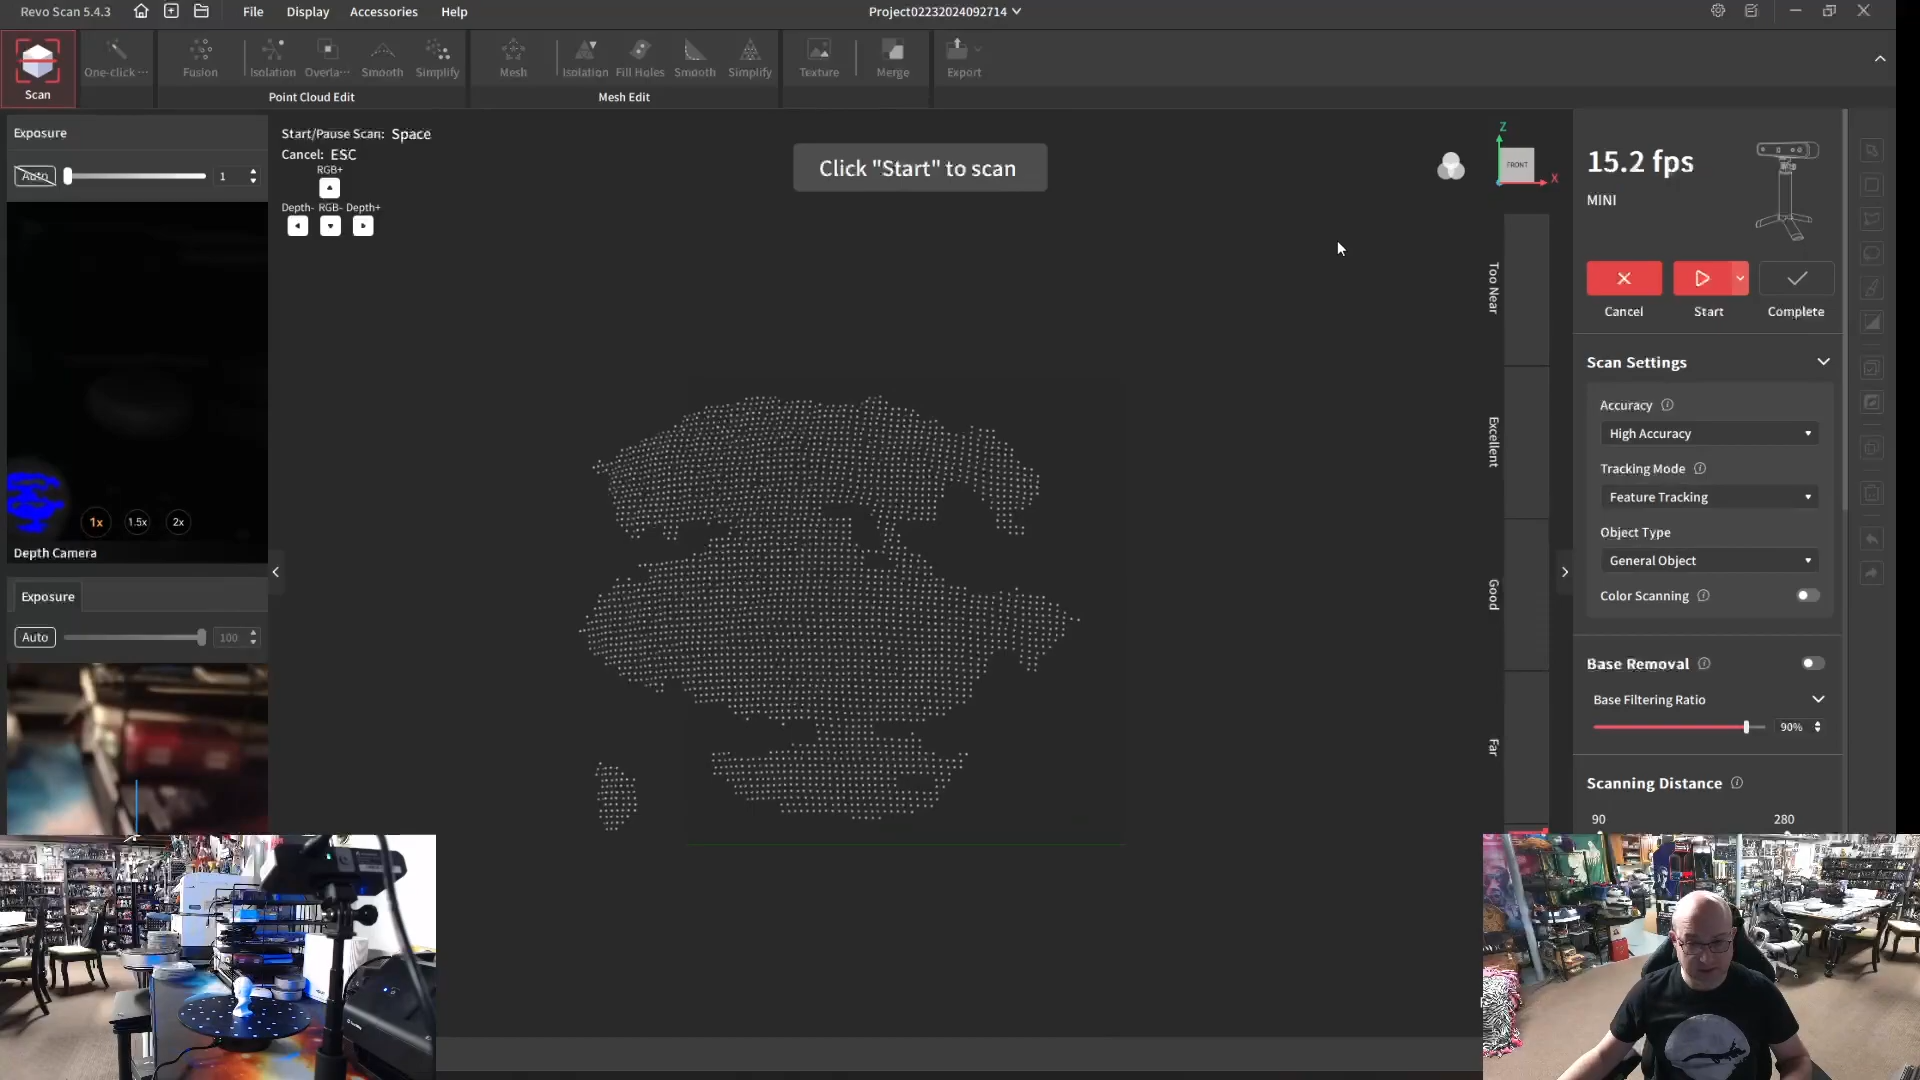 Revo Scan 5.4.3
File
Display
Accessories
Help
Project02232024092714
Scan
One-click ···
Fusion
Isolation
Overla···
Smooth
Simplify
Point Cloud Edit
Mesh
Isolation
Fill Holes
Smooth
Simplify
Mesh Edit
Texture
Merge
Export
Exposure
Auto
1
1x
1.5x
2x
Depth Camera
Exposure
Auto
100
Start/Pause Scan: Space
Cancel: ESC
RGB+
Depth- RGB- Depth+
Click "Start" to scan
Z
FRONT
X
Too Near
Excellent
Good
Far
15.2 fps
MINI
Cancel
Start
Complete
Scan Settings
Accuracy
High Accuracy
Tracking Mode
Feature Tracking
Object Type
General Object
Color Scanning
Base Removal
Base Filtering Ratio
90%
Scanning Distance
90
280